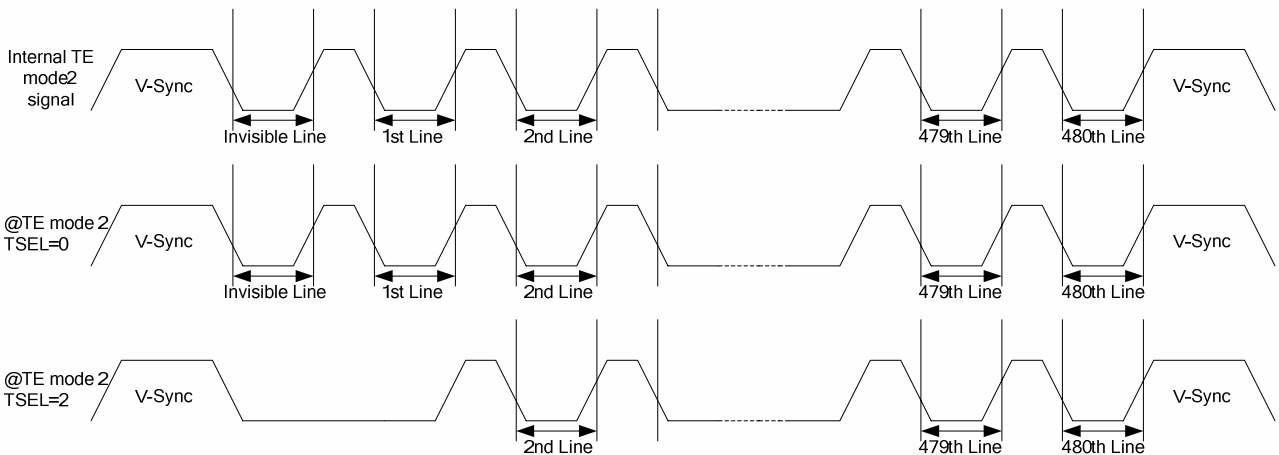 Internal TE
mode2
signal
V-Sync
V-Sync
Invisible Line
1st Line
2nd Line
479th Line
480th Line
@TE mode 2
TSEL=0
V-Sync
V-Sync
Invisible Line
1st Line
2nd Line
479th Line
480th Line
@TE mode 2
TSEL=2
V-Sync
V-Sync
2nd Line
479th Line
480th Line